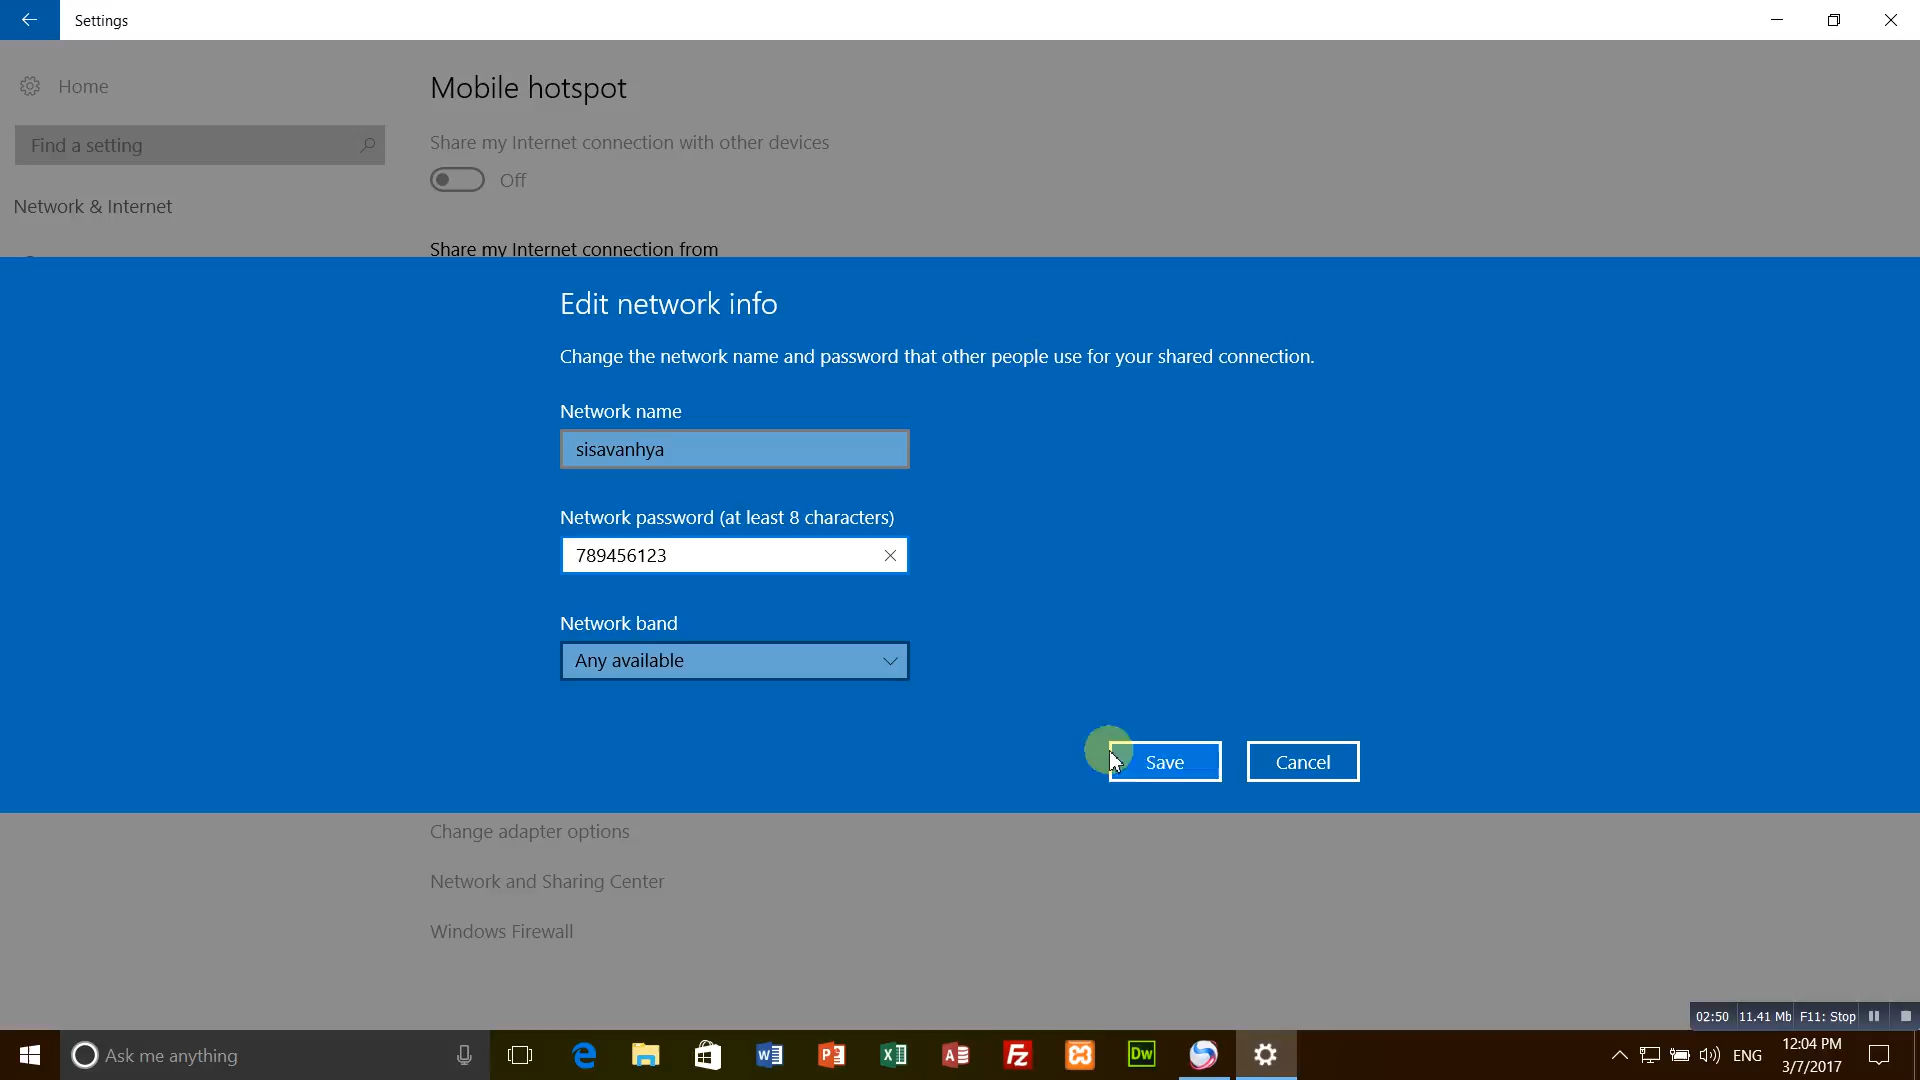 Settings
Home
Mobile hotspot
Share my Internet connection with other devices
Off
Find a setting
Network & Internet
Share my Internet connection from
Edit network info
Change the network name and password that other people use for your shared connection.
Network name
sisavanhya
Network password (at least 8 characters)
789456123
Network band
Any available
Save
Cancel
Change adapter options
Network and Sharing Center
Windows Firewall
02:50 11.41 Mb F11: Stop
Ask me anything
ENG
12:04 PM
3/7/2017
Dw